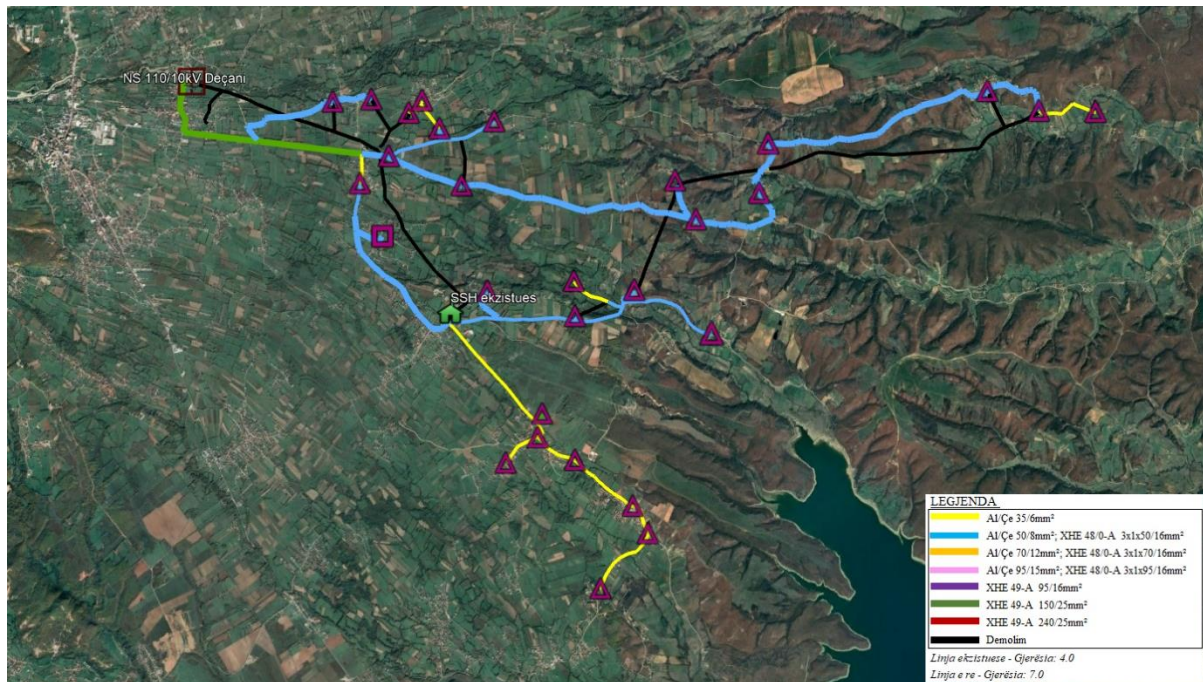 NS 110/10kV Deçani
SSH ekzistues
LEGJENDA
Al/Çe 35/6mm²
Al/Çe 50/8mm²; XHE 48/0-A 3x1x50/16mm²
Al/Çe 70/12mm²; XHE 48/0-A 3x1x70/16mm²
Al/Çe 95/15mm²; XHE 48/0-A 3x1x95/16mm²
XHE 49-A 95/16mm²
XHE 49-A 150/25mm²
XHE 49-A 240/25mm²
Demolim
Linja ekzistuese - Gjerësia: 4.0
Linja e re - Gjerësia: 7.0